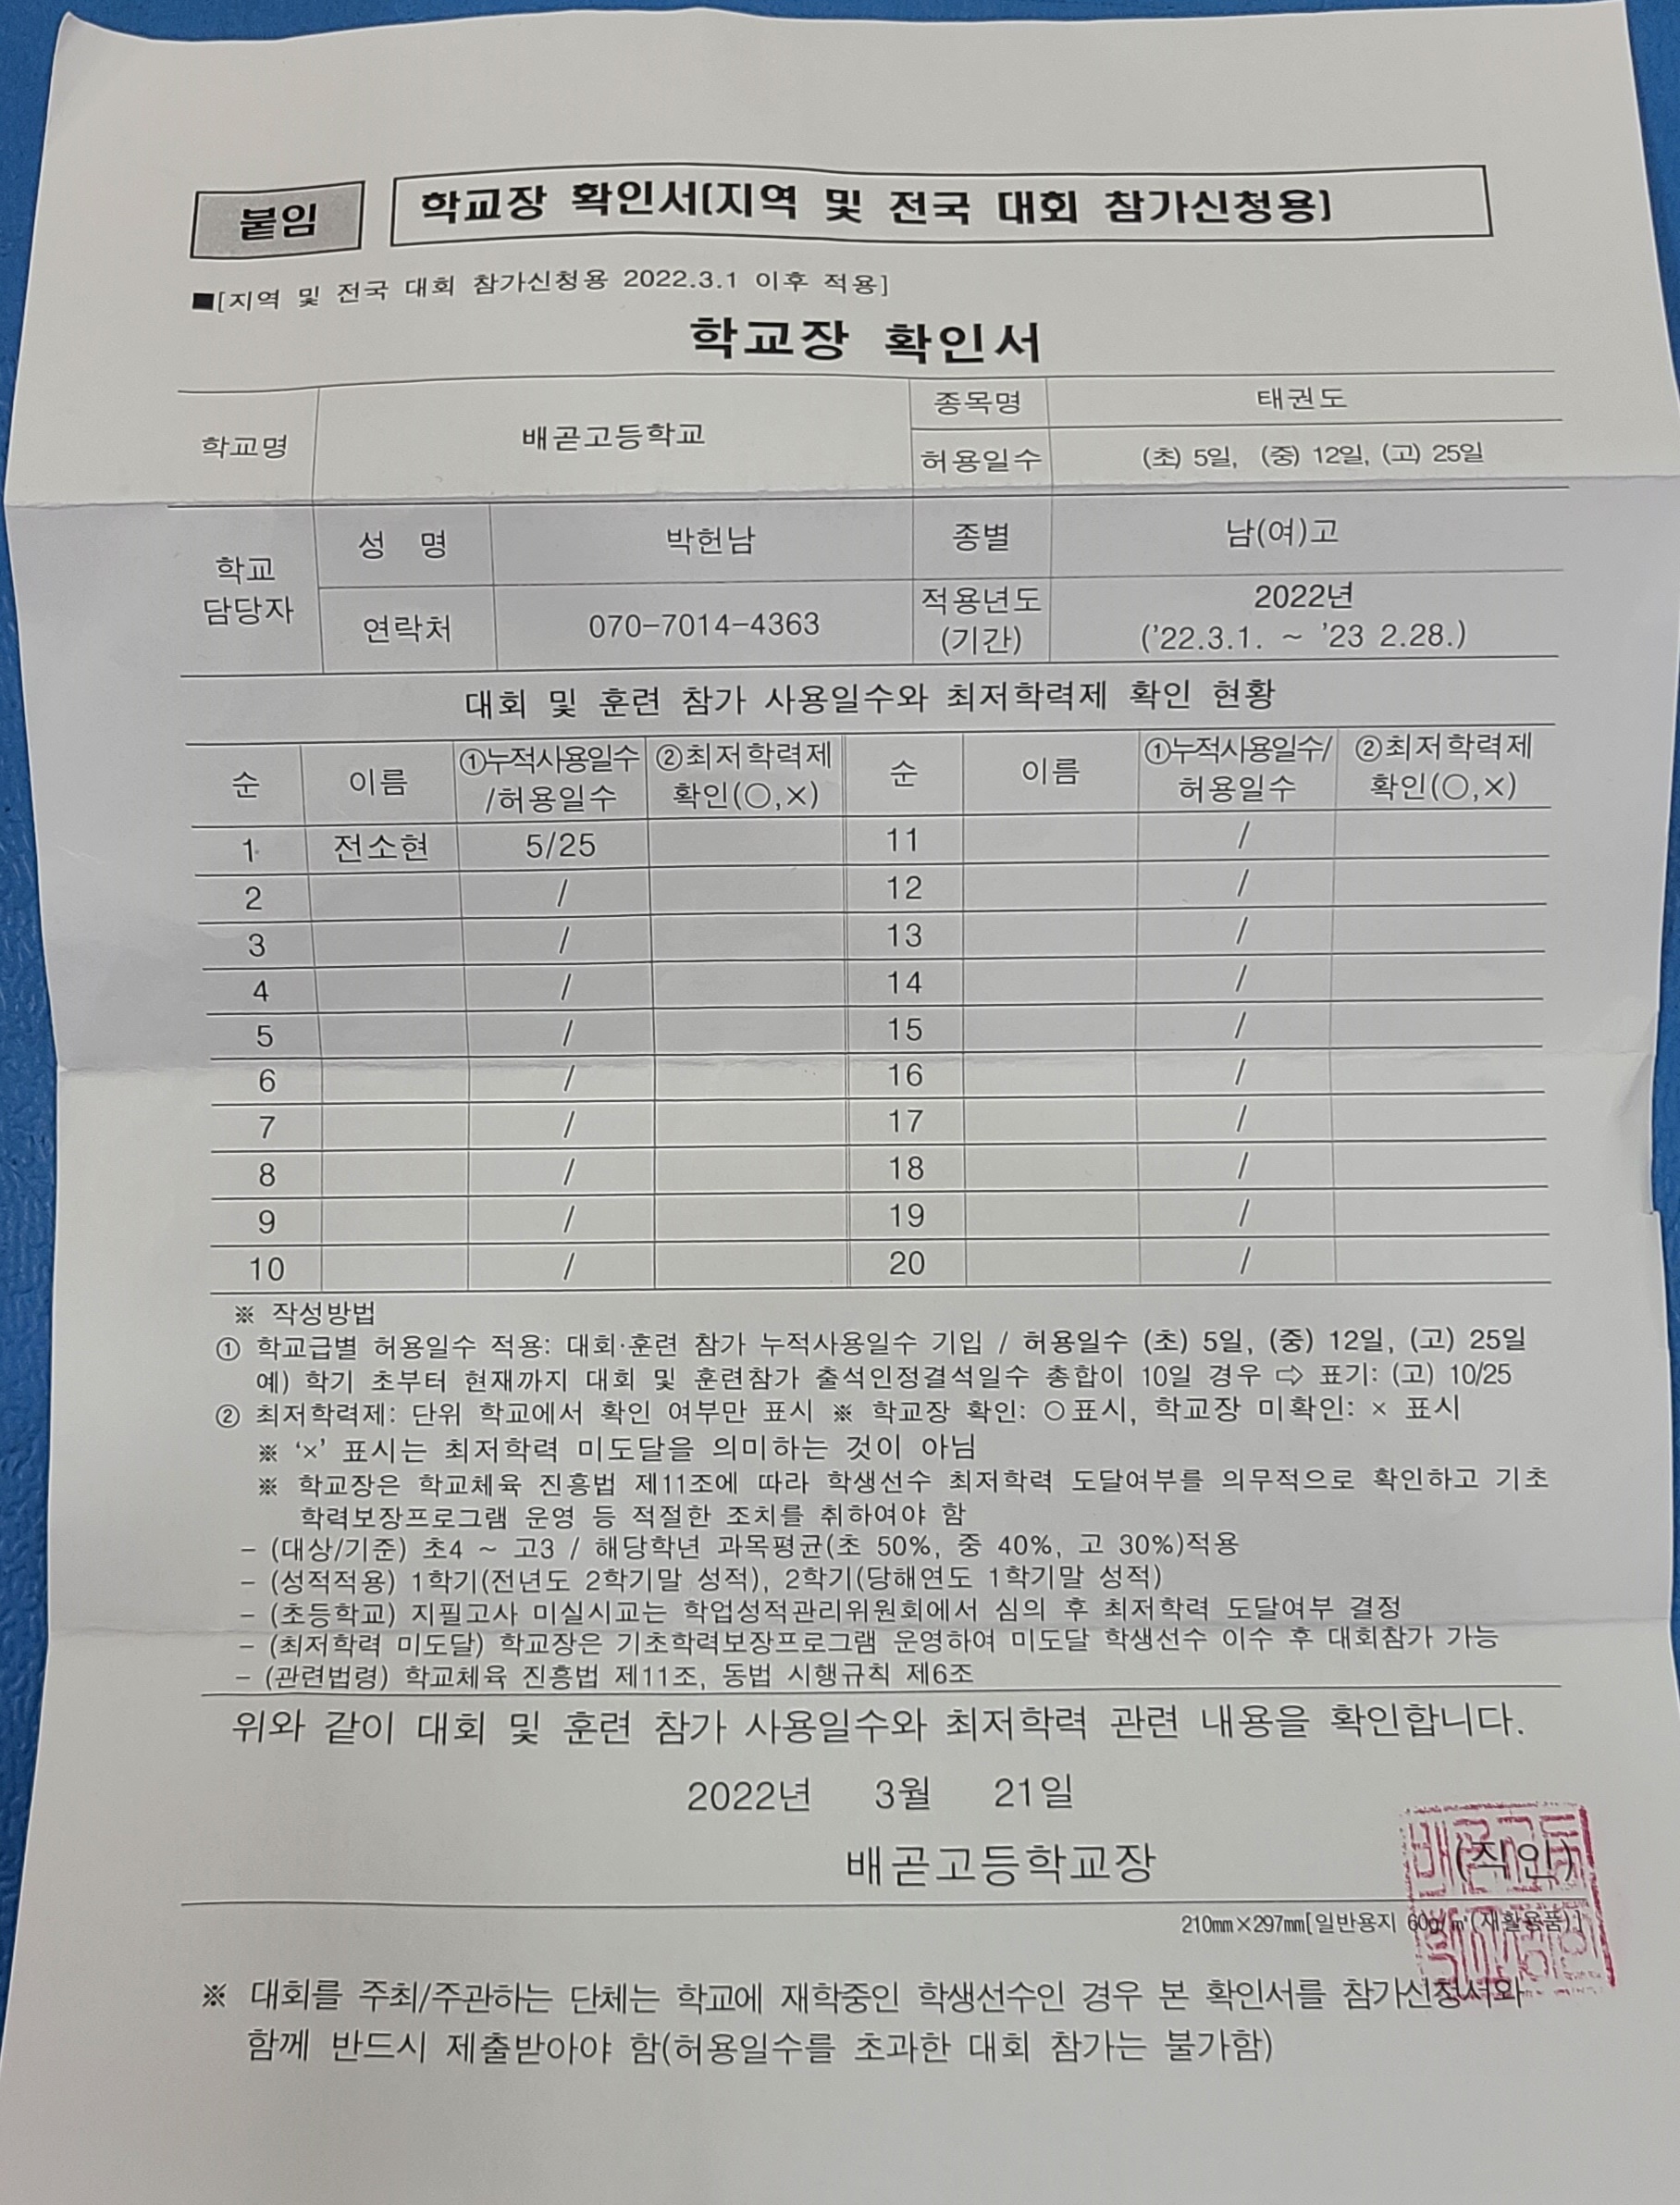 붙임
학교장 확인서[지역 및 전국 대회 참가신청용]
■[지역 및 전국 대회 참가신청용 2022.3.1 이후 적용]
학교장 확인서
학교명 배곧고등학교 종목명 태권도
허용일수 (초) 5일, (중) 12일, (고) 25일
학교 담당자 성 명 박헌남 종별 남(여)고
연락처 070-7014-4363 적용년도 (기간) 2022년 ('22.3.1. ~ '23 2.28.)
대회 및 훈련 참가 사용일수와 최저학력제 확인 현황
순 이름 ①누적사용일수 /허용일수 ②최저학력제 확인(○,×) 순 이름 ①누적사용일수/ 허용일수 ②최저학력제 확인(○,×)
1 전소현 5/25 11 /
2 / 12 /
3 / 13 /
4 / 14 /
5 / 15 /
6 / 16 /
7 / 17 /
8 / 18 /
9 / 19 /
10 / 20 /
※ 작성방법
① 학교급별 허용일수 적용: 대회·훈련 참가 누적사용일수 기입 / 허용일수 (초) 5일, (중) 12일, (고) 25일
예) 학기 초부터 현재까지 대회 및 훈련참가 출석인정결석일수 총합이 10일 경우 ⇨ 표기: (고) 10/25
② 최저학력제: 단위 학교에서 확인 여부만 표시 ※ 학교장 확인: ○표시, 학교장 미확인: × 표시
※ '×' 표시는 최저학력 미도달을 의미하는 것이 아님
※ 학교장은 학교체육 진흥법 제11조에 따라 학생선수 최저학력 도달여부를 의무적으로 확인하고 기초
학력보장프로그램 운영 등 적절한 조치를 취하여야 함
- (대상/기준) 초4 ~ 고3 / 해당학년 과목평균(초 50%, 중 40%, 고 30%)적용
- (성적적용) 1학기(전년도 2학기말 성적), 2학기(당해연도 1학기말 성적)
- (초등학교) 지필고사 미실시교는 학업성적관리위원회에서 심의 후 최저학력 도달여부 결정
- (최저학력 미도달) 학교장은 기초학력보장프로그램 운영하여 미도달 학생선수 이수 후 대회참가 가능
- (관련법령) 학교체육 진흥법 제11조, 동법 시행규칙 제6조
위와 같이 대회 및 훈련 참가 사용일수와 최저학력 관련 내용을 확인합니다.
2022년 3월 21일
배곧고등학교장 (직인)
210㎜×297㎜[일반용지 60g/㎡(재활용품)]
※ 대회를 주최/주관하는 단체는 학교에 재학중인 학생선수인 경우 본 확인서를 참가신청서와
함께 반드시 제출받아야 함(허용일수를 초과한 대회 참가는 불가함)